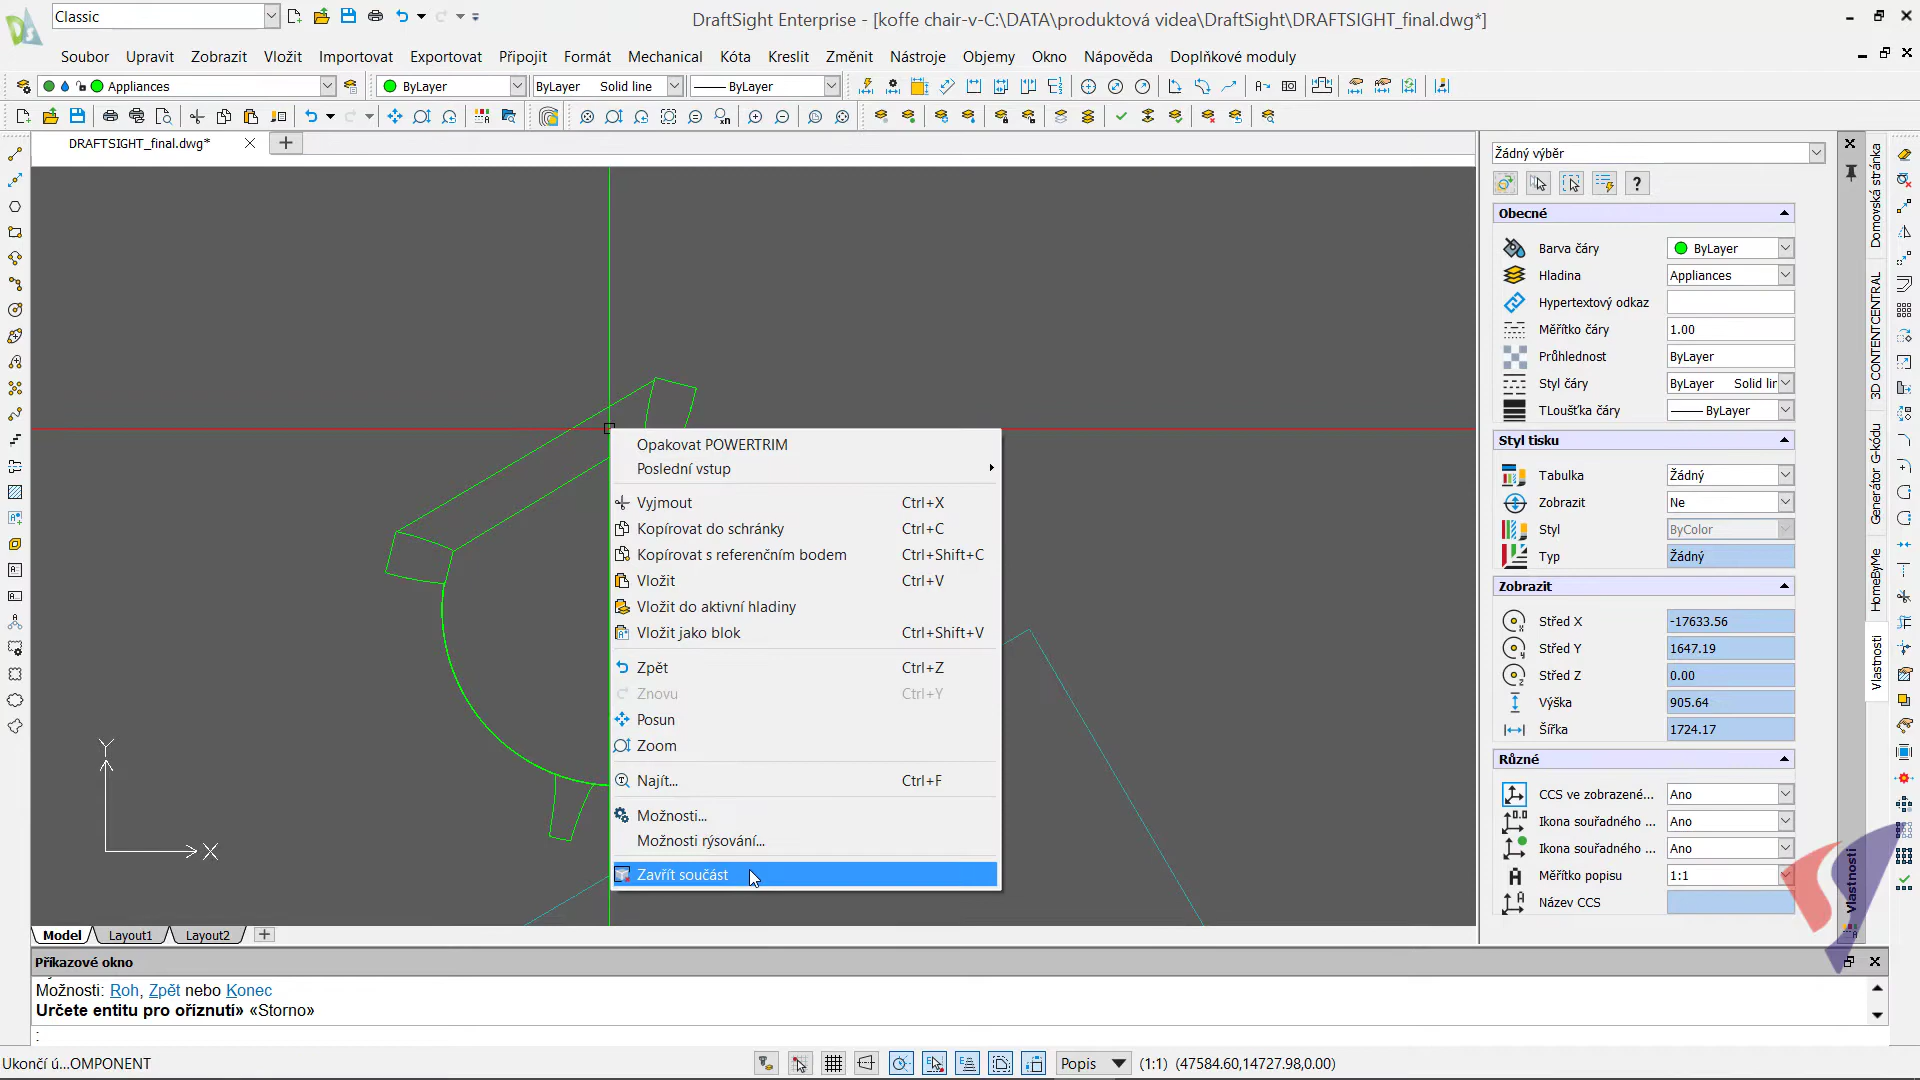 Classic
DraftSight Enterprise - [koffe chair-v-C:\DATA\produktová videa\DraftSight\DRAFTSIGHT_final.dwg*]
Soubor Upravit Zobrazit Vložit Importovat Exportovat Připojit Formát Mechanical Kóta Kreslit Změnit Nástroje Objemy Okno Nápověda Doplňkové moduly
Appliances ByLayer ByLayer Solid line ByLayer
DRAFTSIGHT_final.dwg*
Žádný výběr
Obecné
Barva čáry ByLayer
Hladina Appliances
Hypertextový odkaz
Měřítko čáry 1.00
Průhlednost ByLayer
Styl čáry ByLayer Solid lir
TLoušťka čáry ByLayer
Styl tisku
Tabulka Žádný
Zobrazit Ne
Styl ByColor
Typ Žádný
Zobrazit
Střed X -17633.56
Střed Y 1647.19
Střed Z 0.00
Výška 905.64
Šířka 1724.17
Různé
CCS ve zobrazené... Ano
Ikona souřadného ... Ano
Ikona souřadného ... Ano
Měřítko popisu 1:1
Název CCS
Domovská stránka
3D CONTENTCENTRAL
Generátor G-kódu
HomeByMe
Vlastnosti
Vlastnosti
Opakovat POWERTRIM
Poslední vstup
Vyjmout Ctrl+X
Kopírovat do schránky Ctrl+C
Kopírovat s referenčním bodem Ctrl+Shift+C
Vložit Ctrl+V
Vložit do aktivní hladiny
Vložit jako blok Ctrl+Shift+V
Zpět Ctrl+Z
Znovu Ctrl+Y
Posun
Zoom
Najít... Ctrl+F
Možnosti...
Možnosti rýsování...
Zavřít součást
Y
X
Model Layout1 Layout2
Příkazové okno
Možnosti: Roh, Zpět nebo Konec
Určete entitu pro oříznutí» «Storno»
:
Ukončí ú...OMPONENT
Popis (1:1) (47584.60,14727.98,0.00)